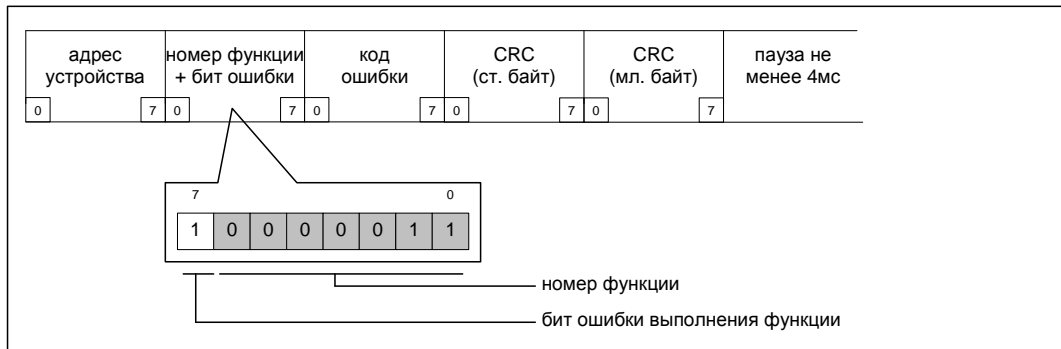 адрес устройства
номер функции + бит ошибки
код ошибки
CRC (ст. байт)
CRC (мл. байт)
пауза не менее 4мс
0 7 0 7 0 7 0 7 0 7
7 0
1 0 0 0 0 0 1 1
номер функции
бит ошибки выполнения функции